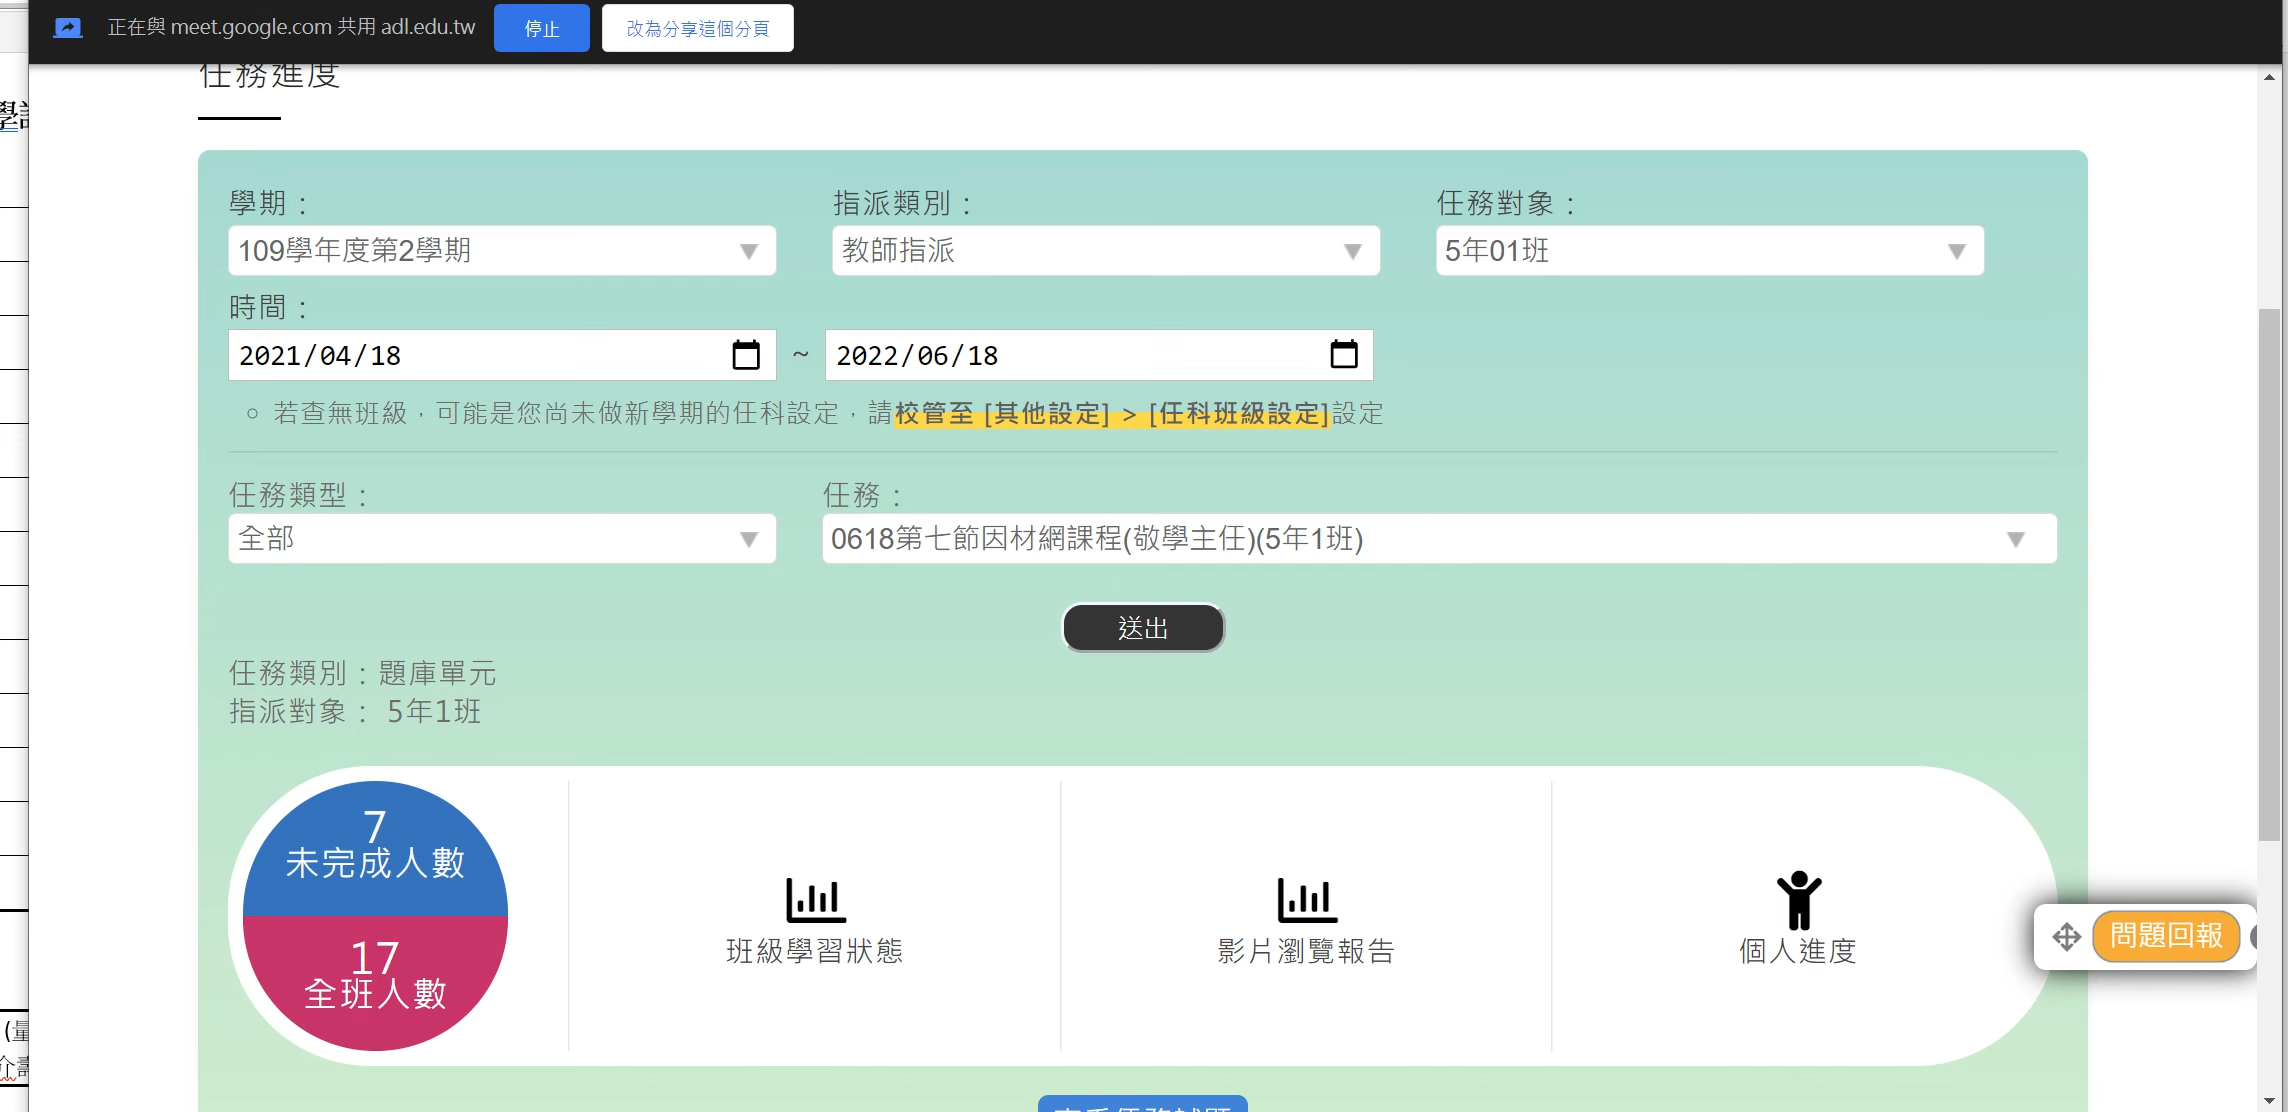 正在與 meet.google.com 共用 adl.edu.tw
停止
改為分享這個分頁
任務進度
學期：
指派類別：
任務對象：
109學年度第2學期
教師指派
5年01班
時間：
2021/04/18 ~ 2022/06/18
若查無班級，可能是您尚未做新學期的任科設定，請校管至 [其他設定] > [任科班級設定]設定
任務類型：
任務：
全部
0618第七節因材網課程(敬學主任)(5年1班)
送出
任務類別：題庫單元
指派對象： 5年1班
7
未完成人數
17
全班人數
班級學習狀態
影片瀏覽報告
個人進度
問題回報
學
(量